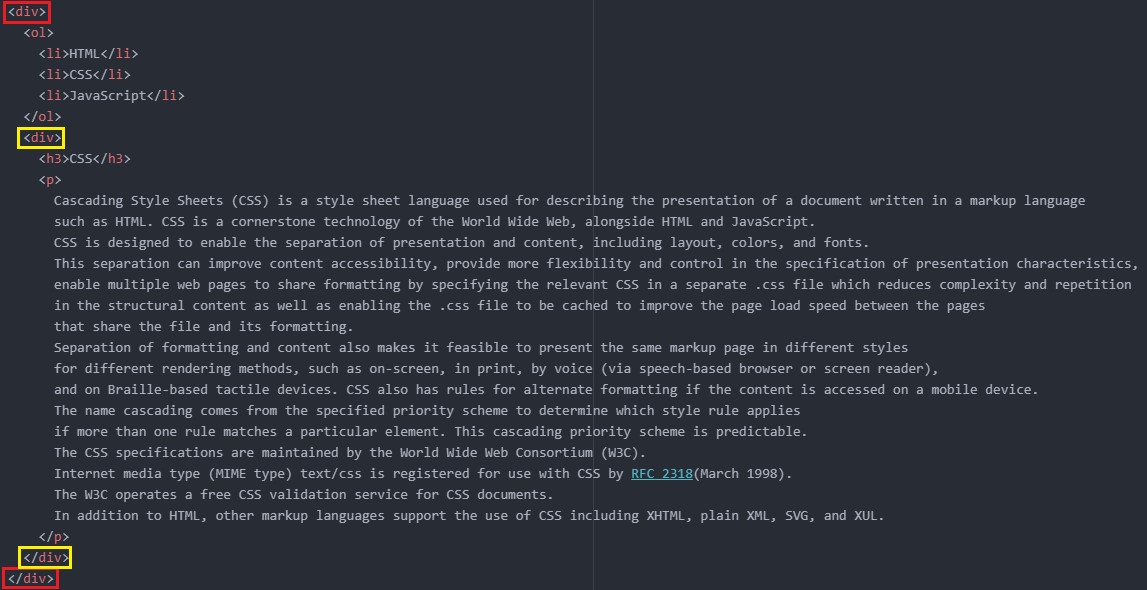 <div>
<ol>
<li>HTML</li>
<li>CSS</li>
<li>JavaScript</li>
</ol>
<div>
<h3>CSS</h3>
<p>
Cascading Style Sheets (CSS) is a style sheet language used for describing the presentation of a document written in a markup language
such as HTML. CSS is a cornerstone technology of the World Wide Web, alongside HTML and JavaScript.
CSS is designed to enable the separation of presentation and content, including layout, colors, and fonts.
This separation can improve content accessibility, provide more flexibility and control in the specification of presentation characteristics,
enable multiple web pages to share formatting by specifying the relevant CSS in a separate .css file which reduces complexity and repetition
in the structural content as well as enabling the .css file to be cached to improve the page load speed between the pages
that share the file and its formatting.
Separation of formatting and content also makes it feasible to present the same markup page in different styles
for different rendering methods, such as on-screen, in print, by voice (via speech-based browser or screen reader),
and on Braille-based tactile devices. CSS also has rules for alternate formatting if the content is accessed on a mobile device.
The name cascading comes from the specified priority scheme to determine which style rule applies
if more than one rule matches a particular element. This cascading priority scheme is predictable.
The CSS specifications are maintained by the World Wide Web Consortium (W3C).
Internet media type (MIME type) text/css is registered for use with CSS by RFC 2318(March 1998).
The W3C operates a free CSS validation service for CSS documents.
In addition to HTML, other markup languages support the use of CSS including XHTML, plain XML, SVG, and XUL.
</p>
</div>
</div>